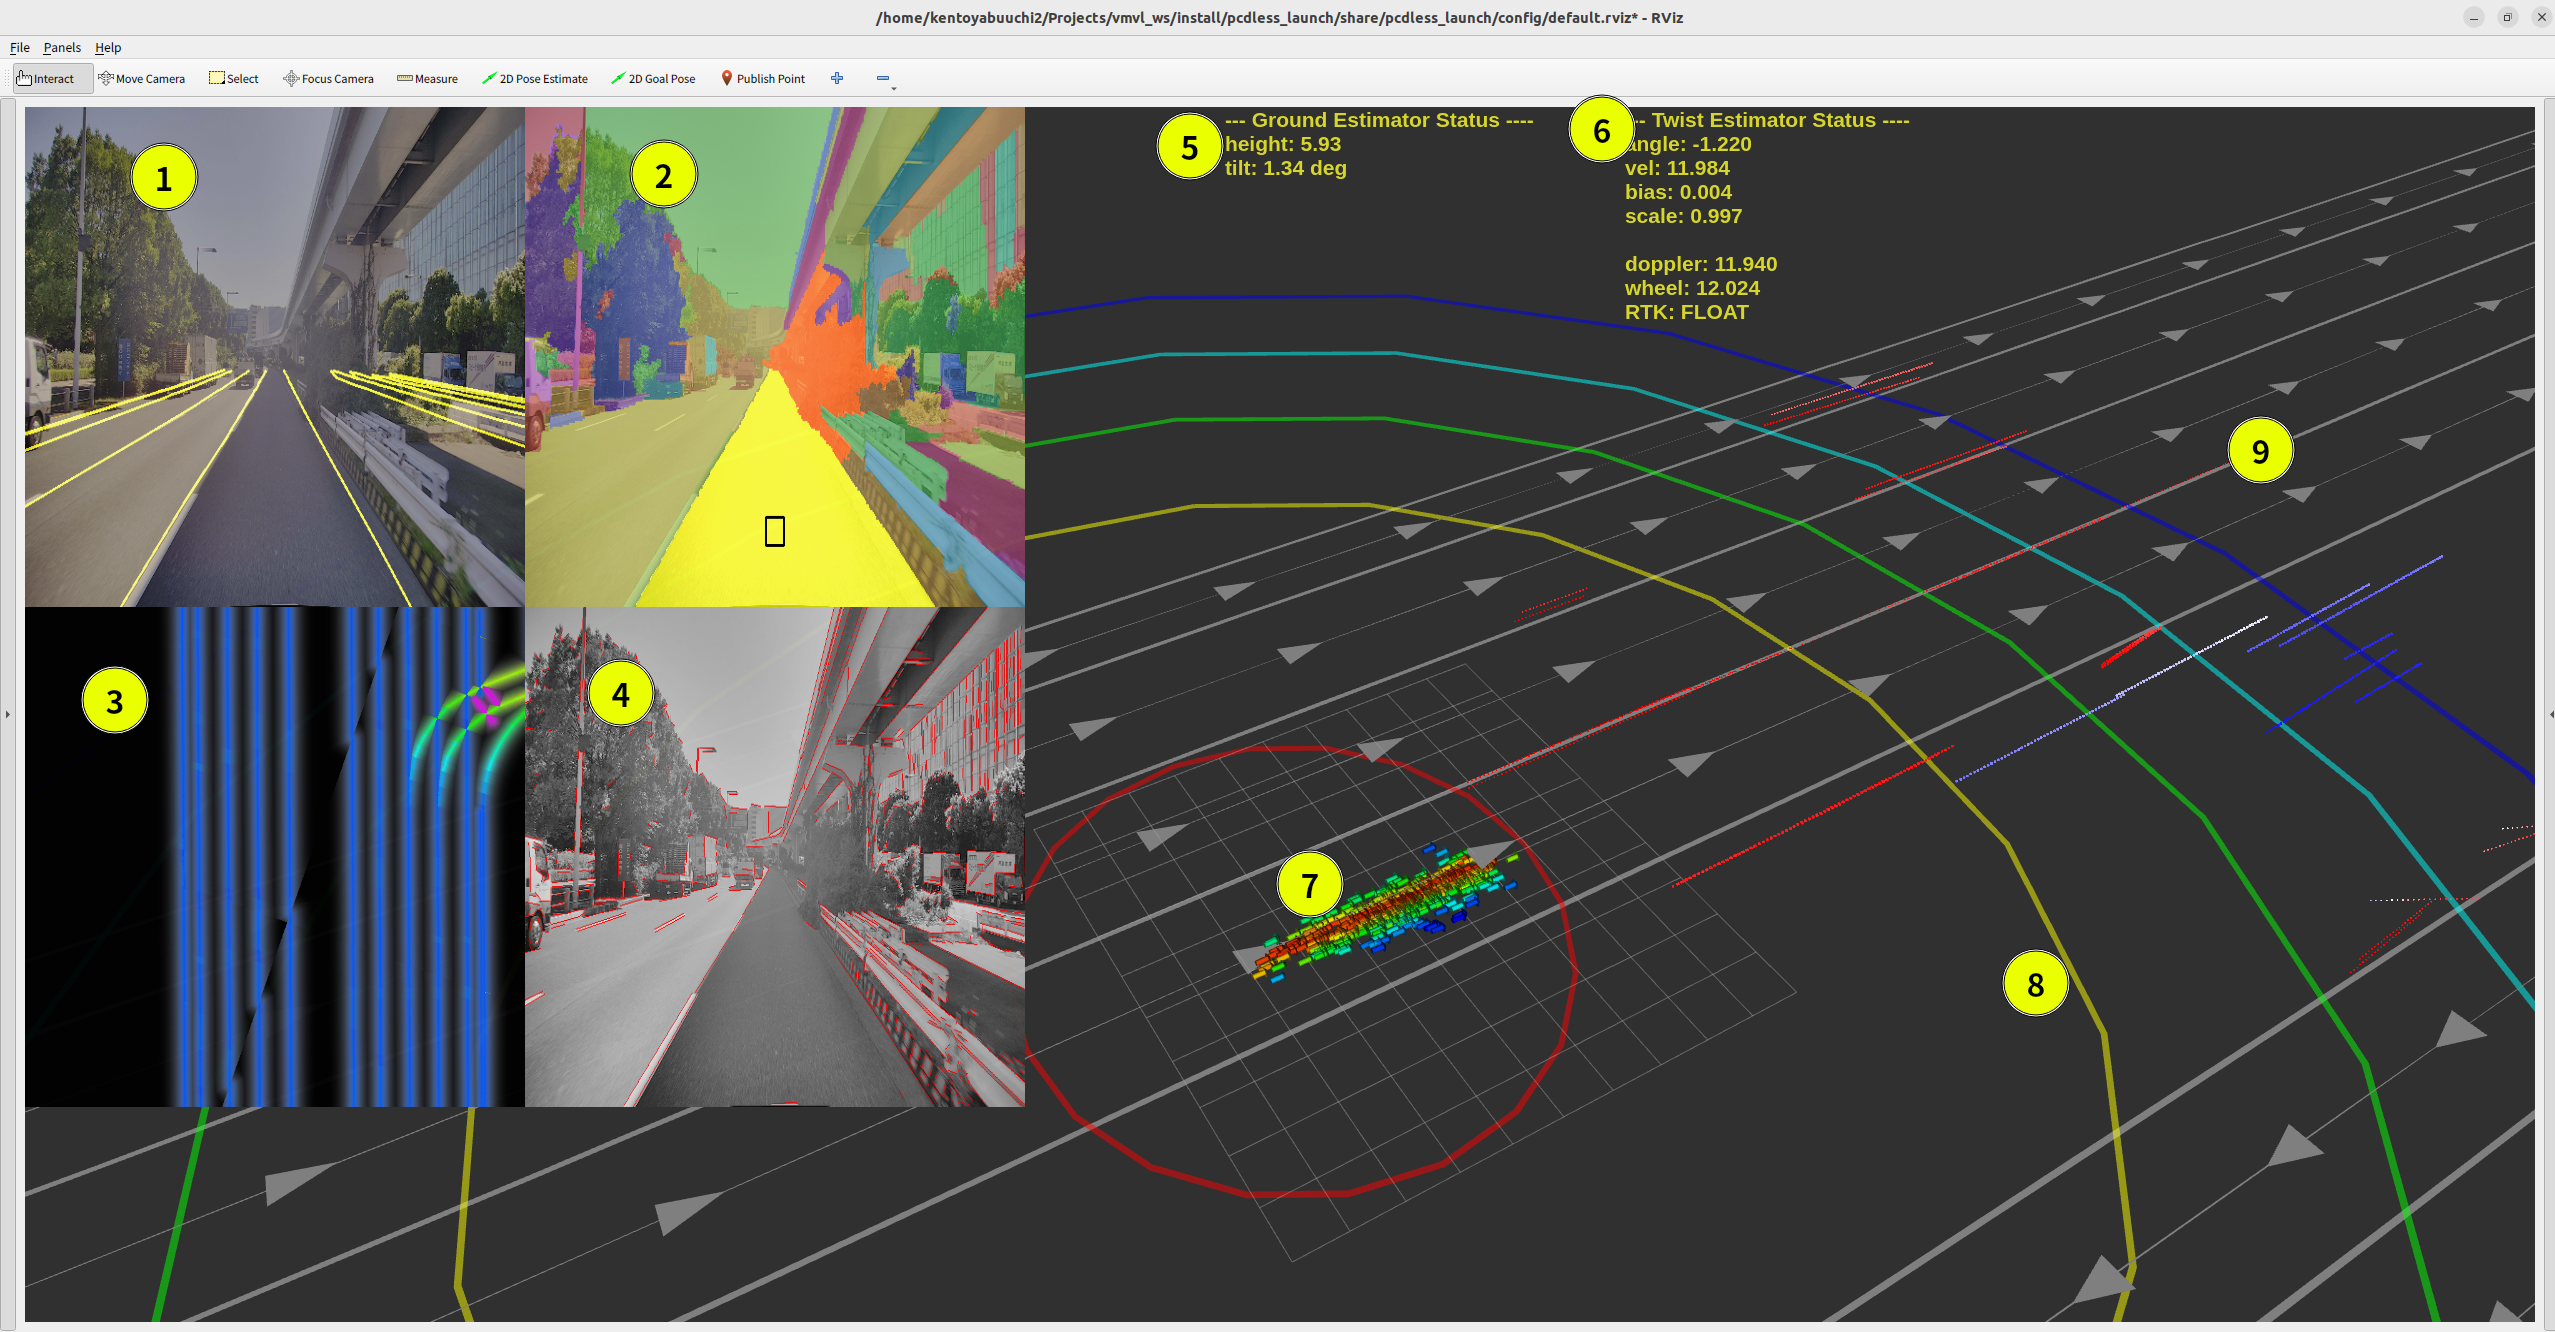 /home/kentoyabuuchi2/Projects/vmvl_ws/install/pcdless_launch/share/pcdless_launch/config/default.rviz* - RViz
File Panels Help
Interact Move Camera Select Focus Camera Measure 2D Pose Estimate 2D Goal Pose Publish Point
1
2
5
--- Ground Estimator Status ----
height: 5.93
tilt: 1.34 deg
6
-- Twist Estimator Status ----
angle: -1.220
vel: 11.984
bias: 0.004
scale: 0.997
doppler: 11.940
wheel: 12.024
RTK: FLOAT
9
3
4
7
8